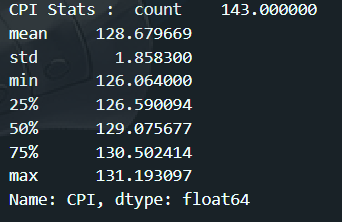 CPI Stats :  count    143.000000
mean     128.679669
std        1.858300
min      126.064000
25%      126.590094
50%      129.075677
75%      130.502414
max      131.193097
Name: CPI, dtype: float64